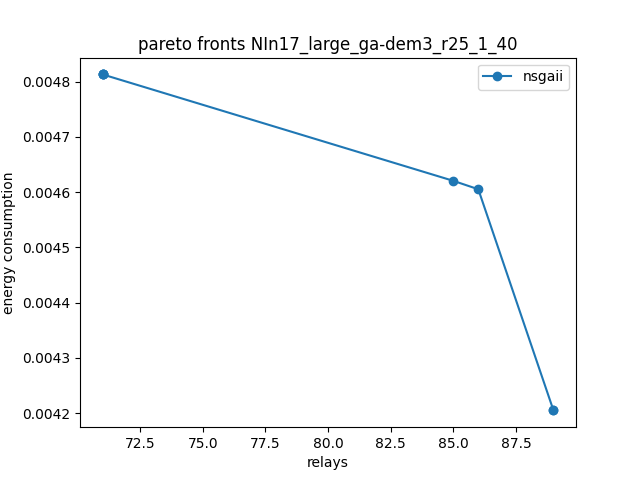 pareto fronts NIn17_large_ga-dem3_r25_1_40
nsgaii
0.0048
0.0047
0.0046
0.0045
0.0044
0.0043
0.0042
energy consumption
72.5 75.0 77.5 80.0 82.5 85.0 87.5
relays